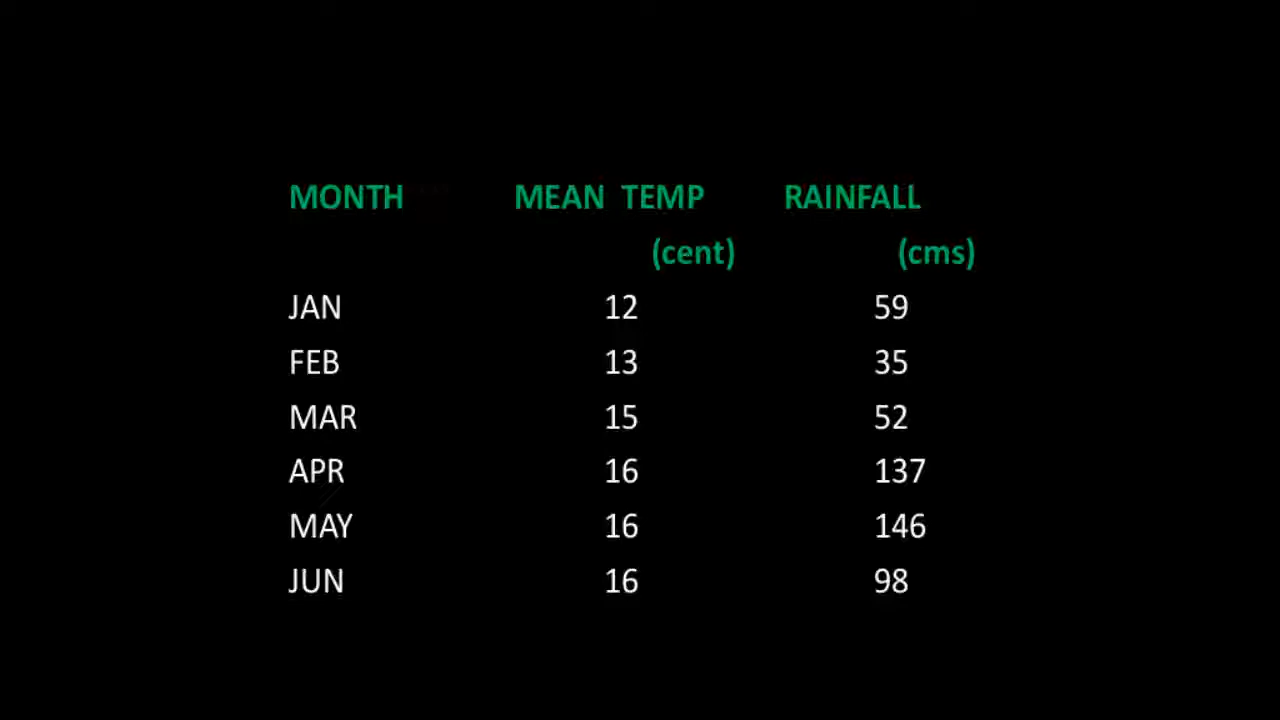 MONTH MEAN TEMP RAINFALL
(cent) (cms)
JAN 12 59
FEB 13 35
MAR 15 52
APR 16 137
MAY 16 146
JUN 16 98